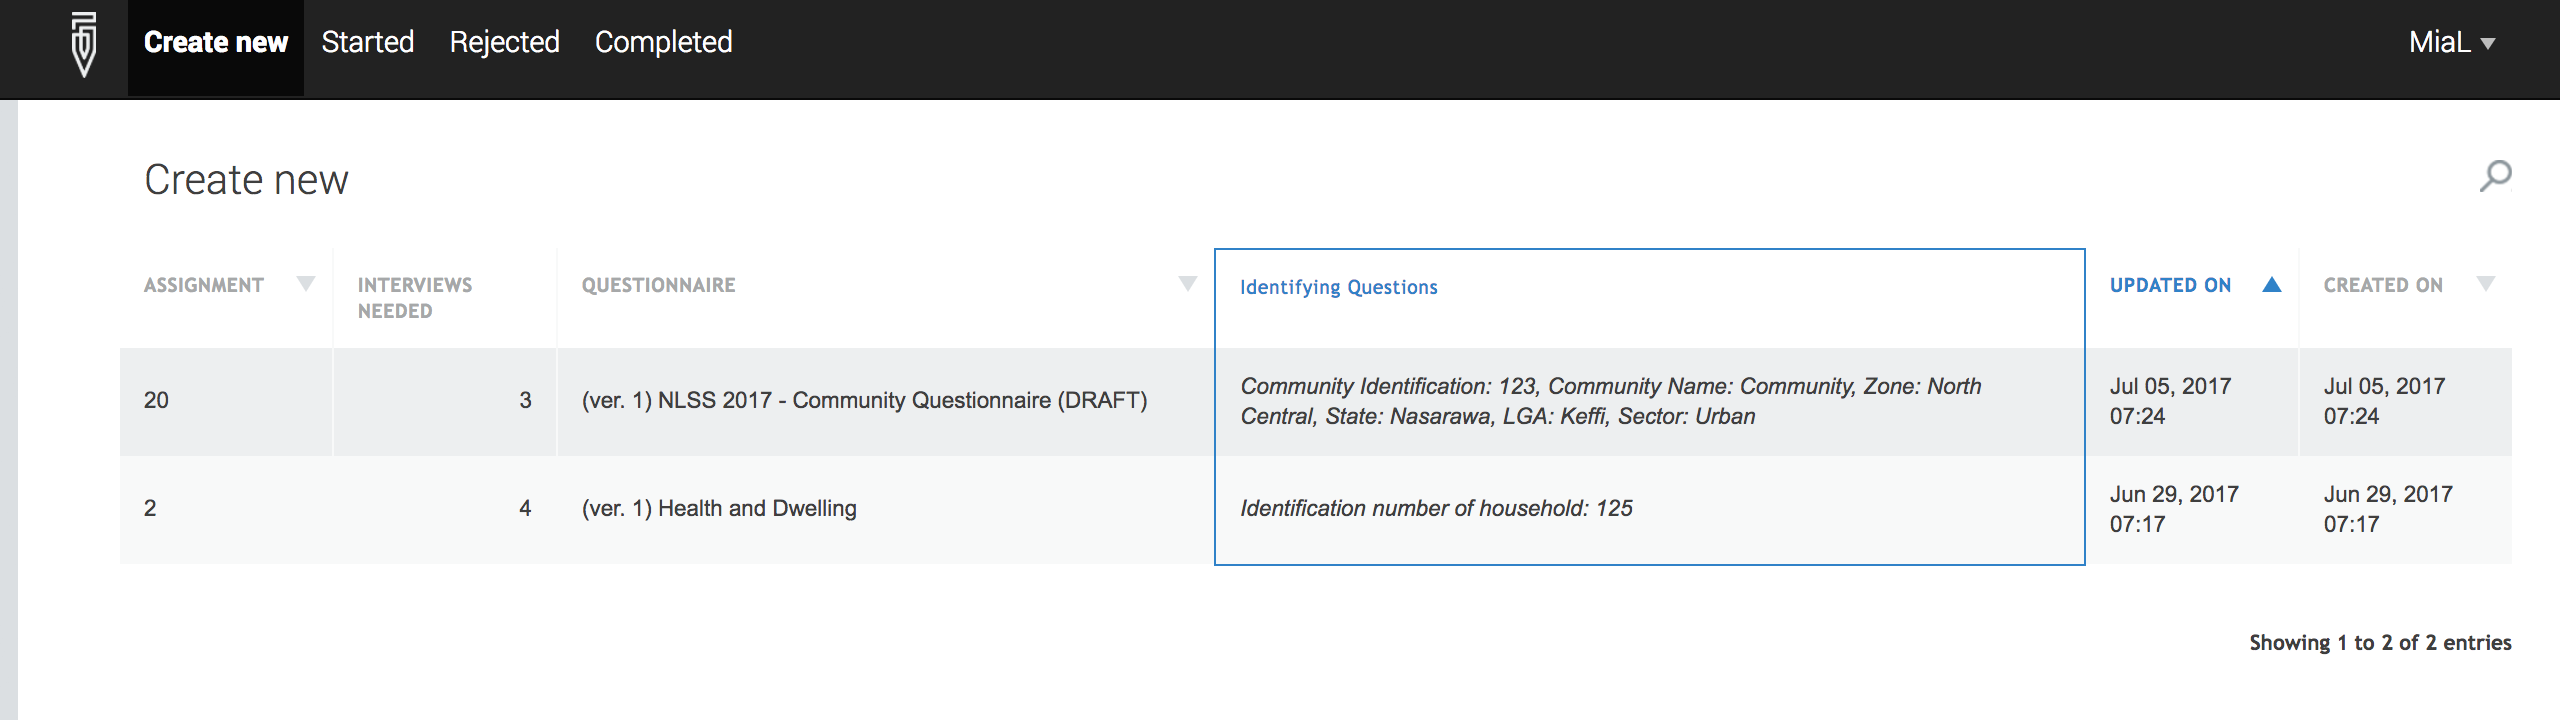 Create new Started Rejected Completed MiaL
Create new
ASSIGNMENT INTERVIEWS NEEDED QUESTIONNAIRE Identifying Questions UPDATED ON CREATED ON
20 3 (ver. 1) NLSS 2017 - Community Questionnaire (DRAFT) Community Identification: 123, Community Name: Community, Zone: North Central, State: Nasarawa, LGA: Keffi, Sector: Urban Jul 05, 2017 07:24 Jul 05, 2017 07:24
2 4 (ver. 1) Health and Dwelling Identification number of household: 125 Jun 29, 2017 07:17 Jun 29, 2017 07:17
Showing 1 to 2 of 2 entries